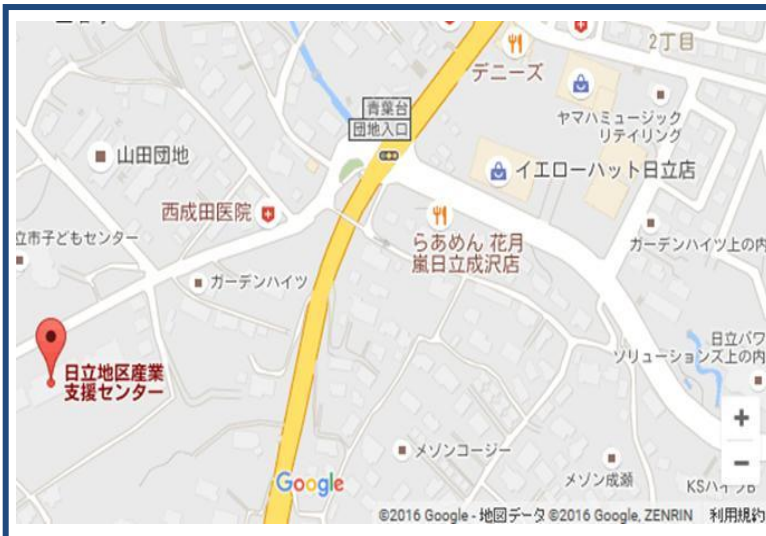 デニーズ
2丁目
青葉台
団地入口
ヤマハミュージック
リテイリング
山田団地
イエローハット日立店
西成田医院
立市子どもセンター
らあめん 花月
嵐日立成沢店
ガーデンハイツ上の内
ガーデンハイツ
日立パワ
ソリューションズ上の内
日立地区産業
支援センター
+
−
メゾンコージー
メゾン成瀬
KSハイツB
Google
©2016 Google - 地図データ ©2016 Google, ZENRIN 利用規約